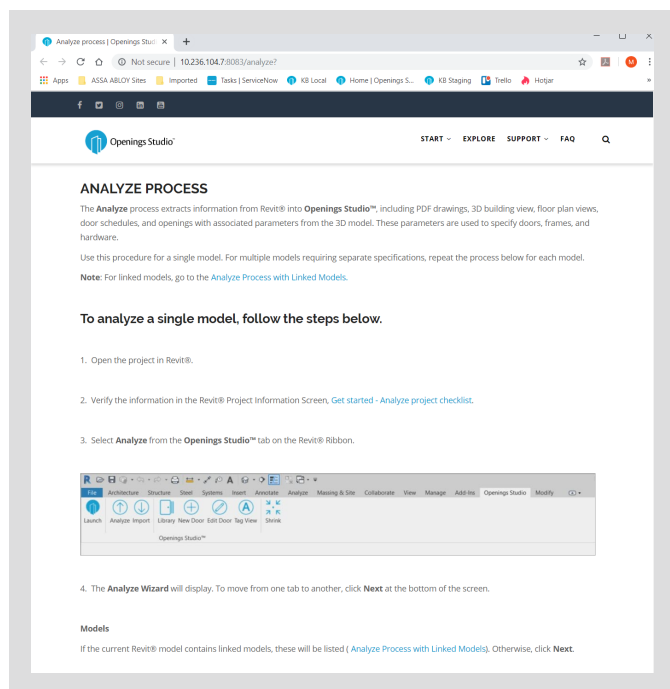 Analyze process | Openings Studi
Not secure | 10.236.104.7:8083/analyze?
M
Apps ASSA ABLOY Sites Imported Tasks | ServiceNow KB Local Home | Openings S... KB Staging Trello Hotjar »
Openings Studio™
START EXPLORE SUPPORT FAQ
ANALYZE PROCESS
The Analyze process extracts information from Revit® into Openings Studio™, including PDF drawings, 3D building view, floor plan views,
door schedules, and openings with associated parameters from the 3D model. These parameters are used to specify doors, frames, and
hardware.
Use this procedure for a single model. For multiple models requiring separate specifications, repeat the process below for each model.
Note: For linked models, go to the Analyze Process with Linked Models.
To analyze a single model, follow the steps below.
1. Open the project in Revit®.
2. Verify the information in the Revit® Project Information Screen, Get started - Analyze project checklist.
3. Select Analyze from the Openings Studio™ tab on the Revit® Ribbon.
File Architecture Structure Steel Systems Insert Annotate Analyze Massing & Site Collaborate View Manage Add-Ins Openings Studio Modify
Launch Analyze Import Library New Door Edit Door Tag View Shrink
Openings Studio™
4. The Analyze Wizard will display. To move from one tab to another, click Next at the bottom of the screen.
Models
If the current Revit® model contains linked models, these will be listed ( Analyze Process with Linked Models). Otherwise, click Next.